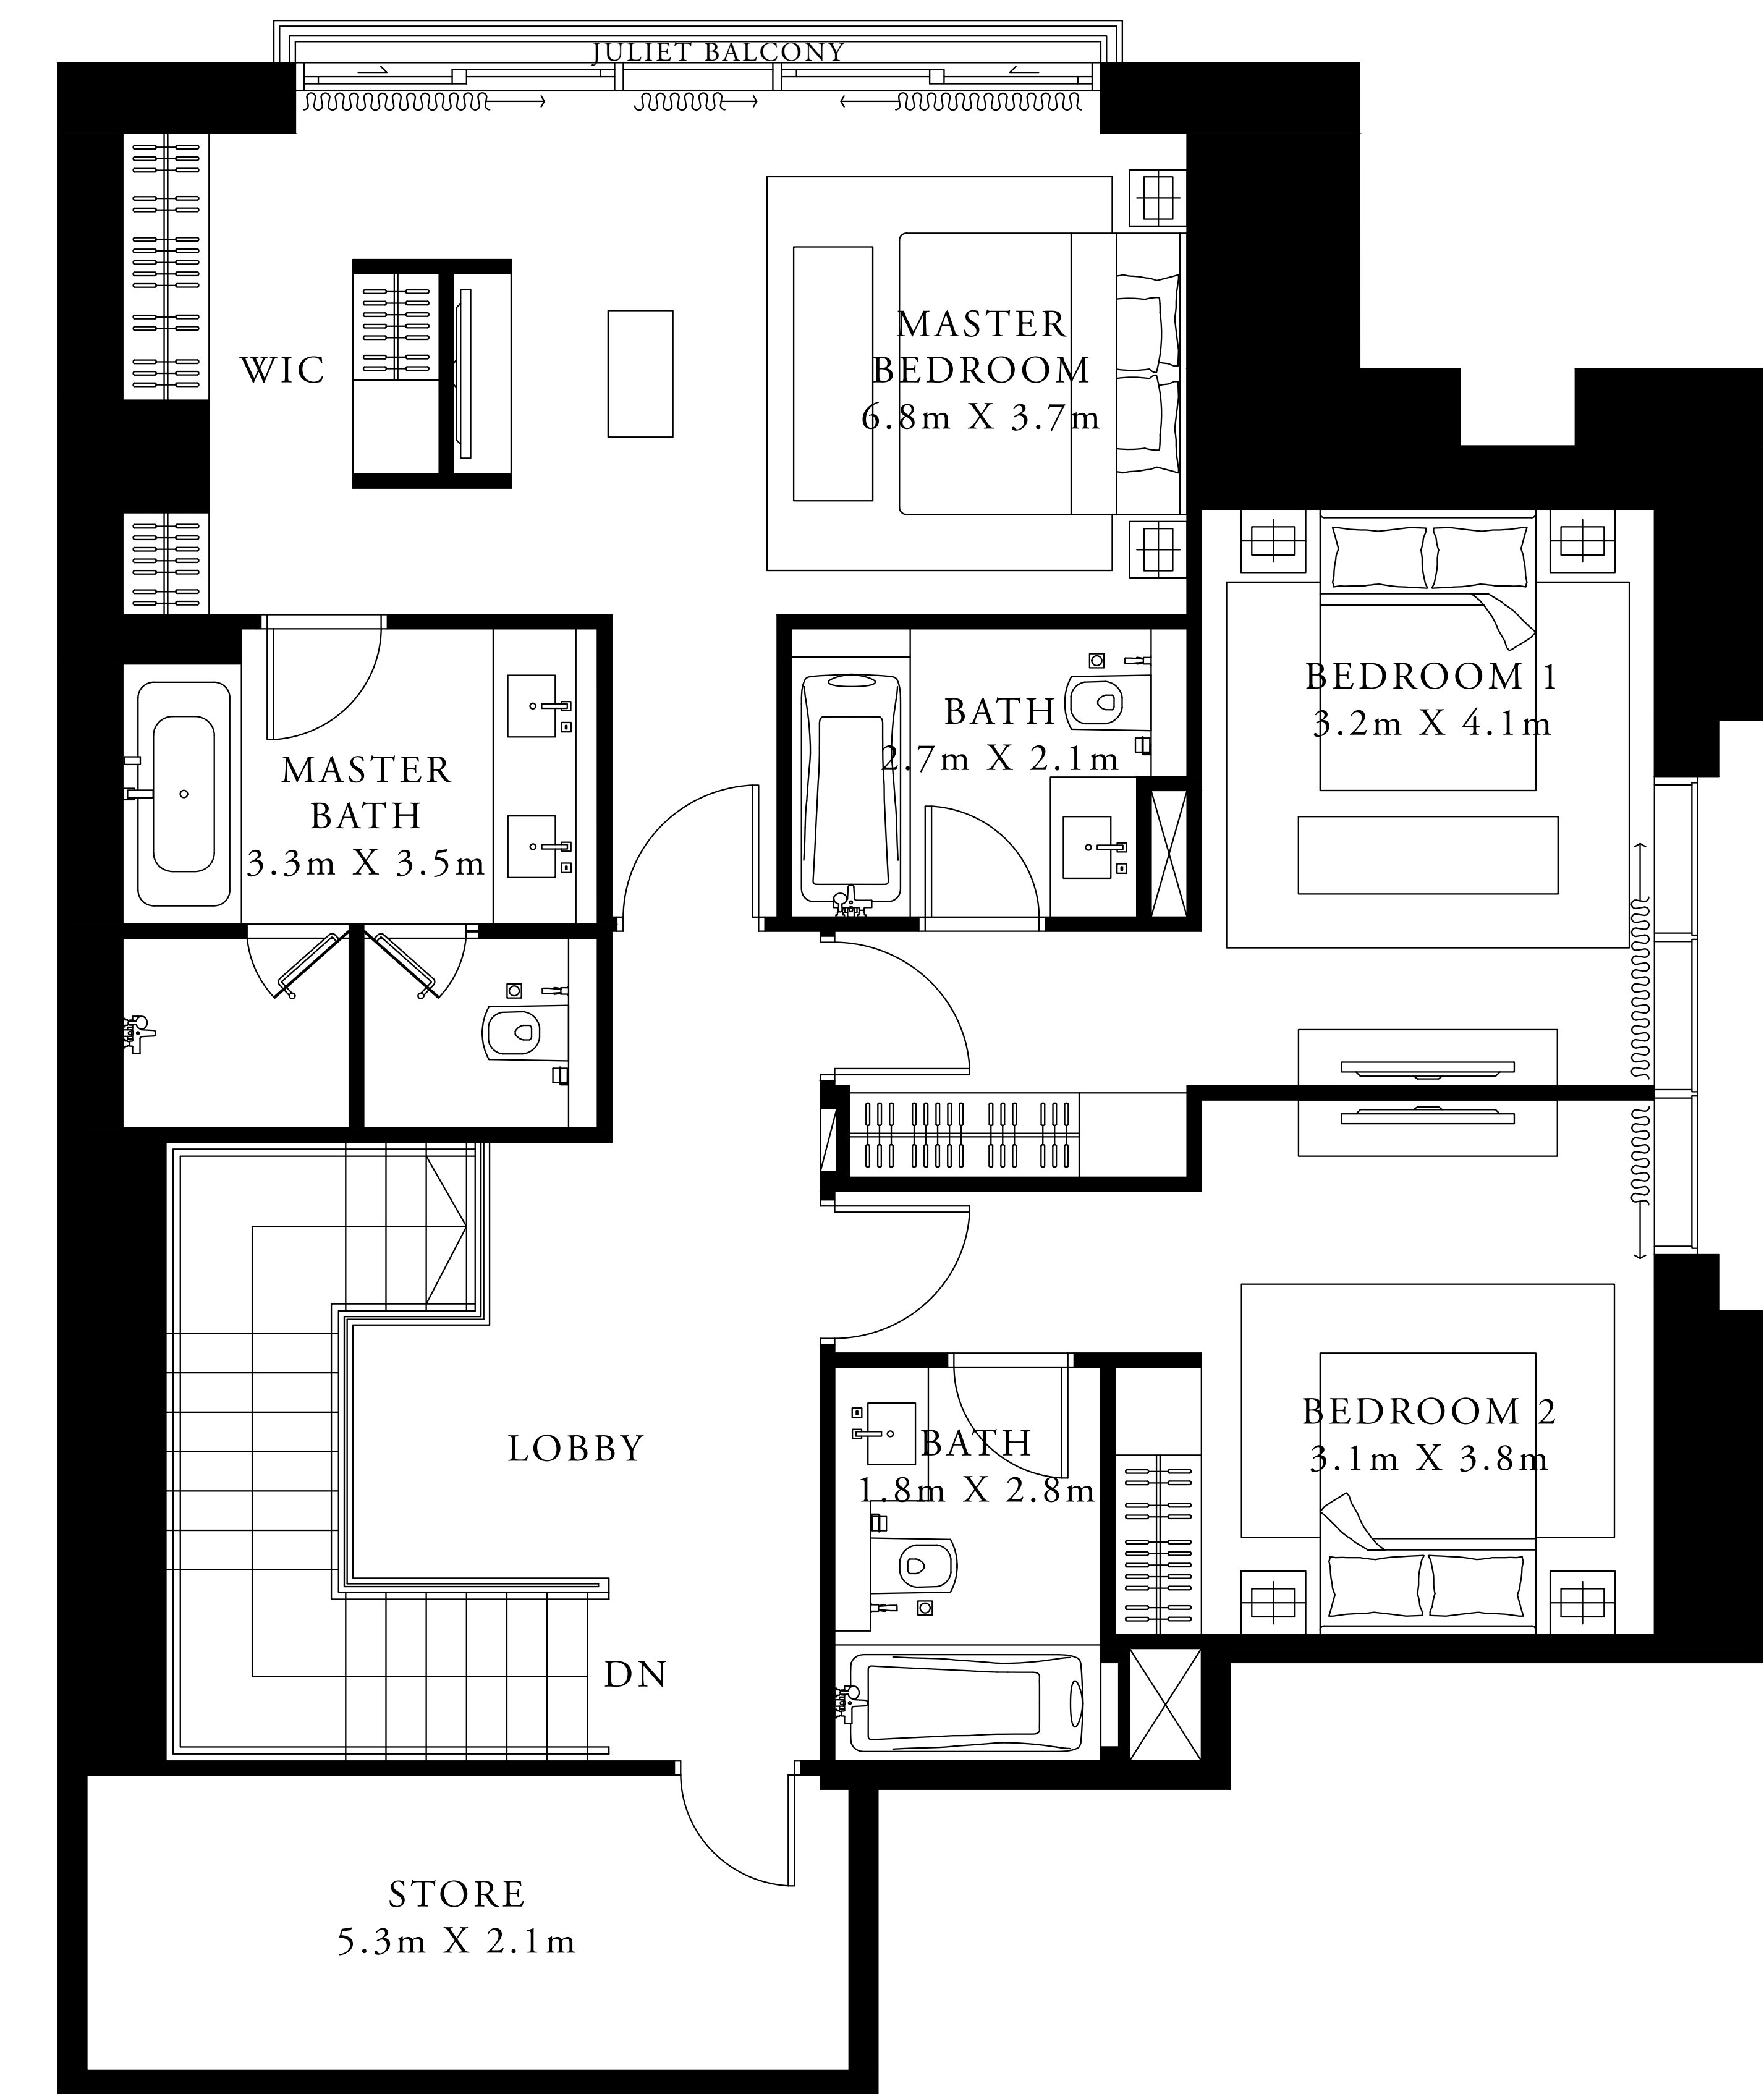 JULIET BALCONY
WIC
MASTER
BEDROOM
6.8m X 3.7m
BEDROOM 1
3.2m X 4.1m
BATH
2.7m X 2.1m
MASTER
BATH
3.3m X 3.5m
BEDROOM 2
3.1m X 3.8m
LOBBY
BATH
1.8m X 2.8m
DN
STORE
5.3m X 2.1m